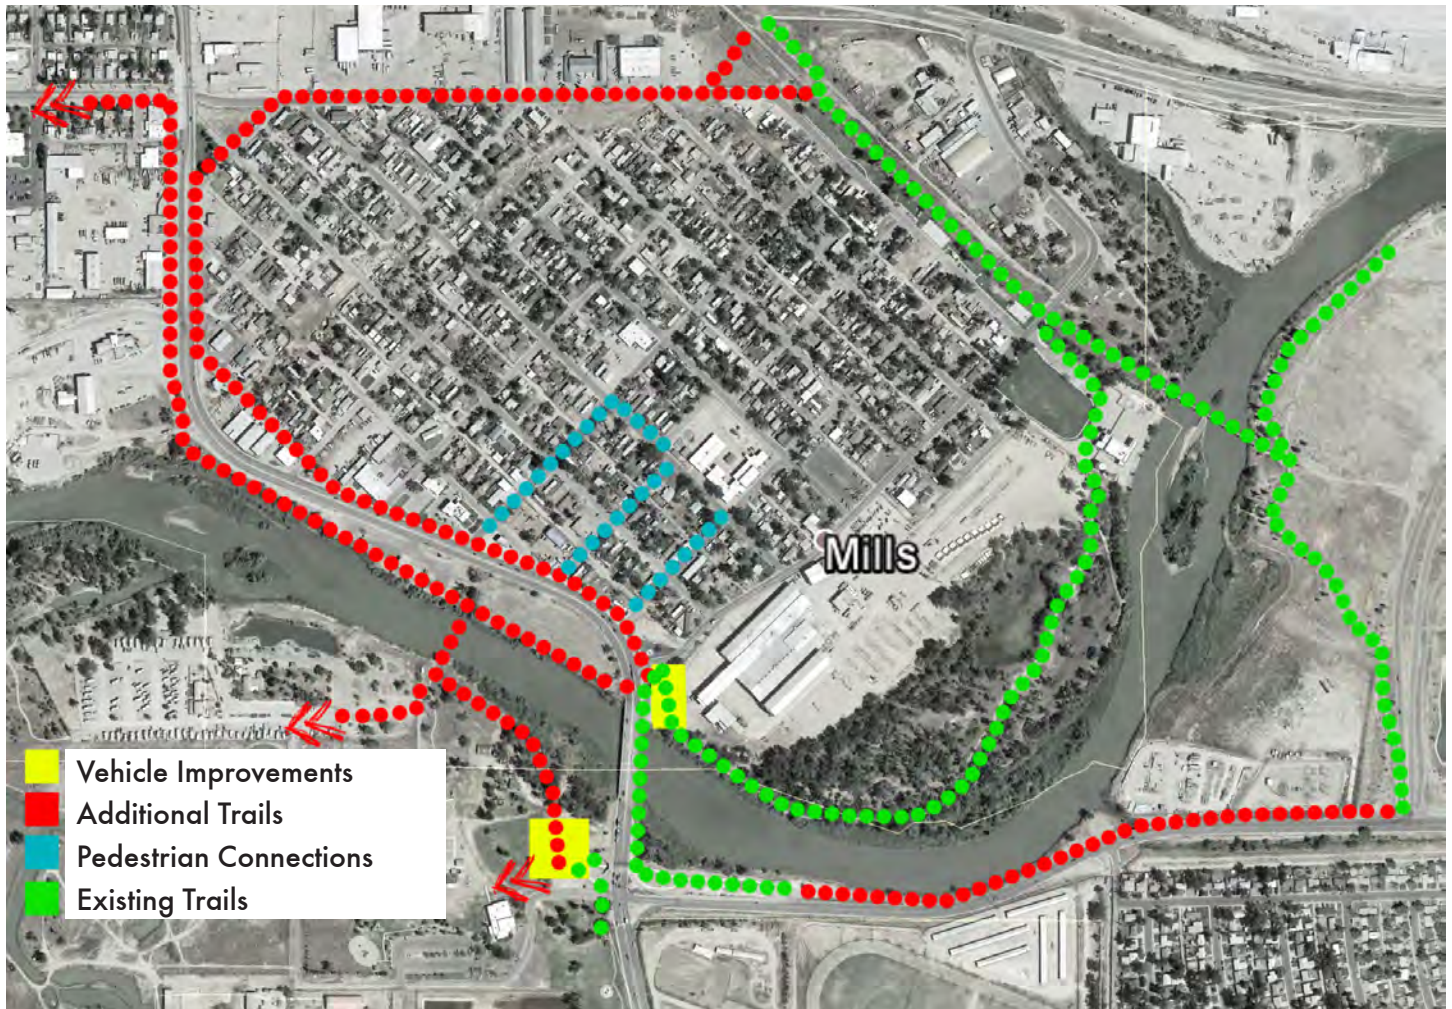 Mills
Vehicle Improvements
Additional Trails
Pedestrian Connections
Existing Trails